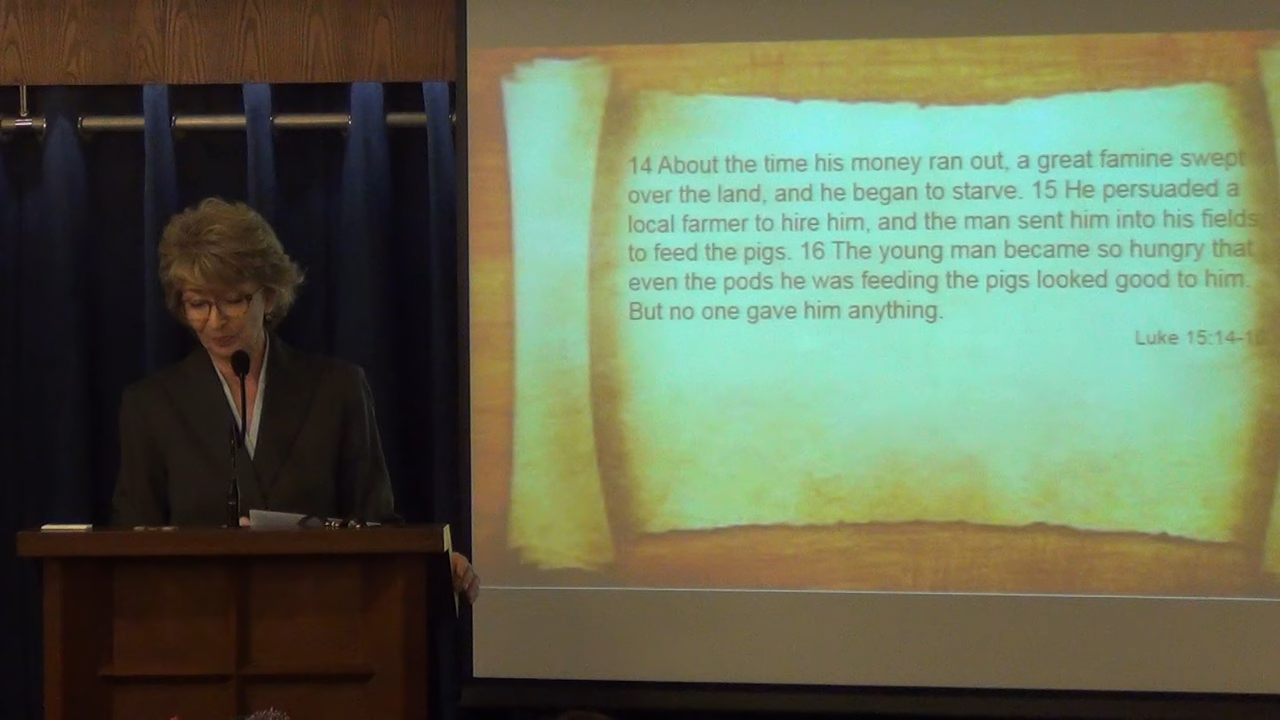 14 About the time his money ran out, a great famine swept
over the land, and he began to starve. 15 He persuaded a
local farmer to hire him, and the man sent him into his fields
to feed the pigs. 16 The young man became so hungry that
even the pods he was feeding the pigs looked good to him.
But no one gave him anything.
Luke 15:14-16